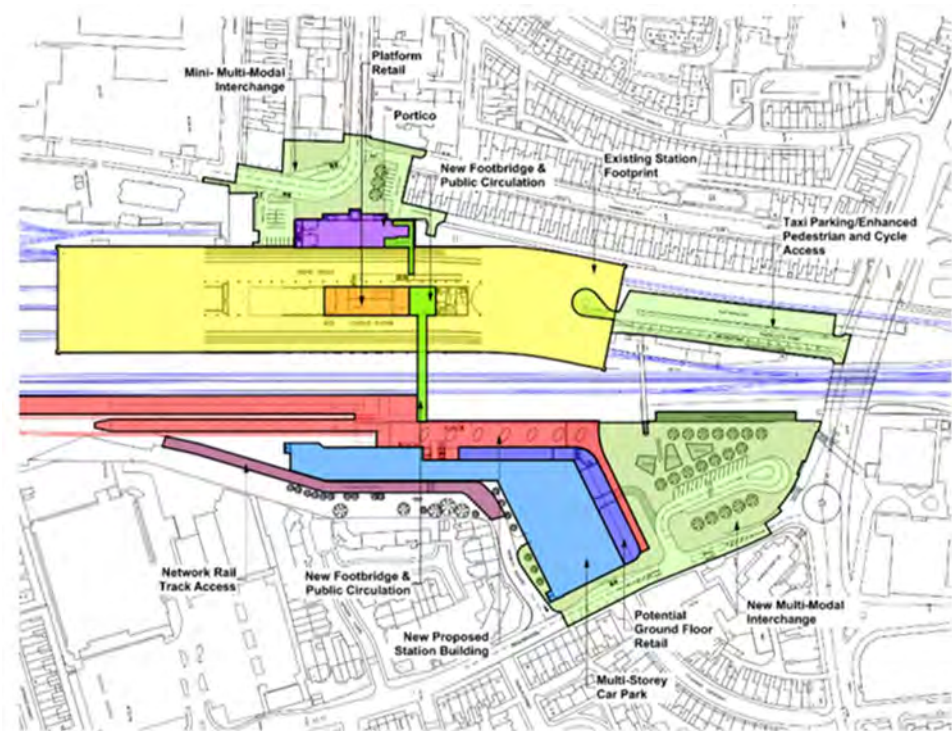 Platform
Retail
Mini- Multi-Modal
Interchange
Portico
New Footbridge &
Public Circulation
Existing Station
Footprint
Taxi Parking/Enhanced
Pedestrian and Cycle
Access
Network Rail
Track Access
New Footbridge &
Public Circulation
New Proposed
Station Building
Potential
Ground Floor
Retail
Multi-Storey
Car Park
New Multi-Modal
Interchange